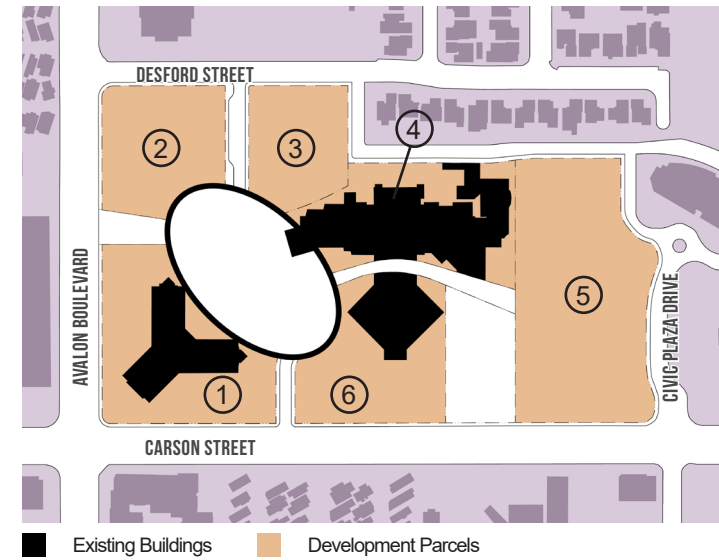 DESFORD STREET
4
2
3
AVALON BOULEVARD
CIVIC PLAZA DRIVE
5
1
6
CARSON STREET
Existing Buildings
Development Parcels